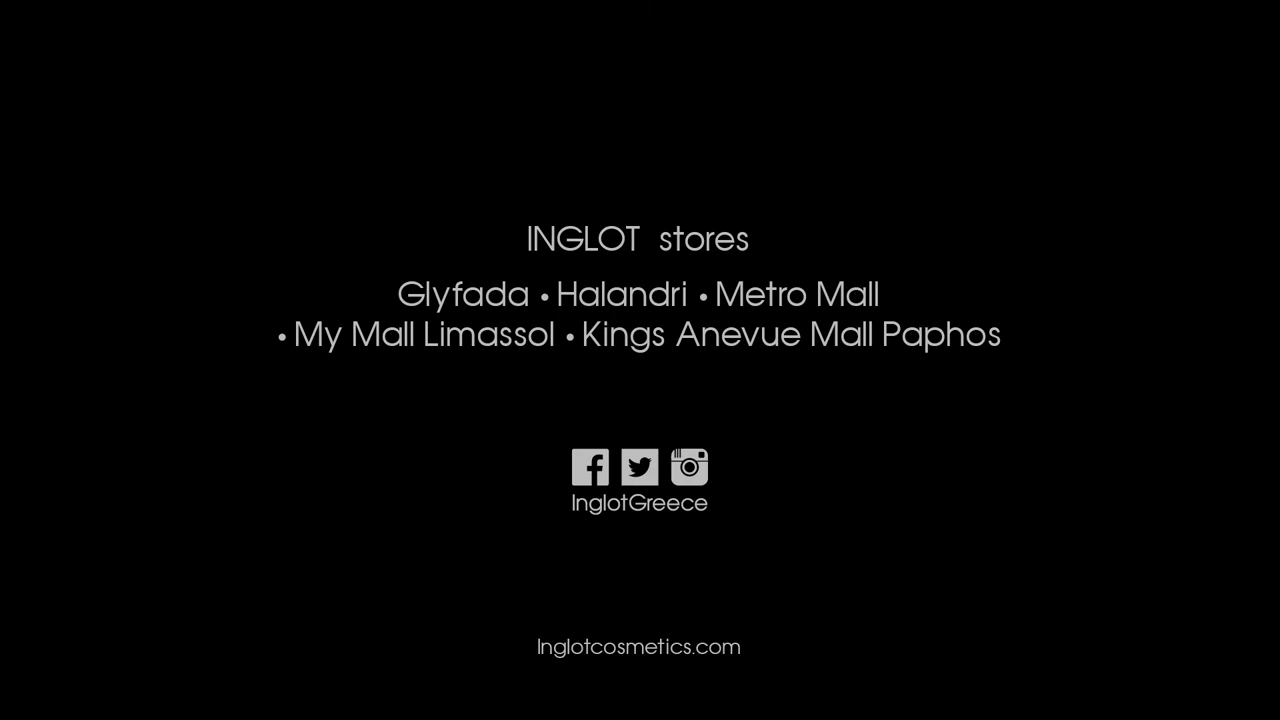 INGLOT stores
Glyfada • Halandri • Metro Mall
• My Mall Limassol • Kings Anevue Mall Paphos
InglotGreece
Inglotcosmetics.com